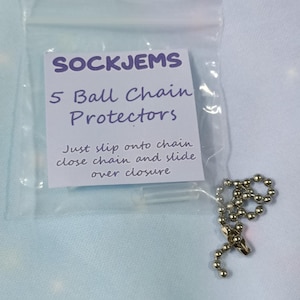 SOCKJEMS
5 Ball Chain
Protectors
Just slip onto chain
close chain and slide
over closure